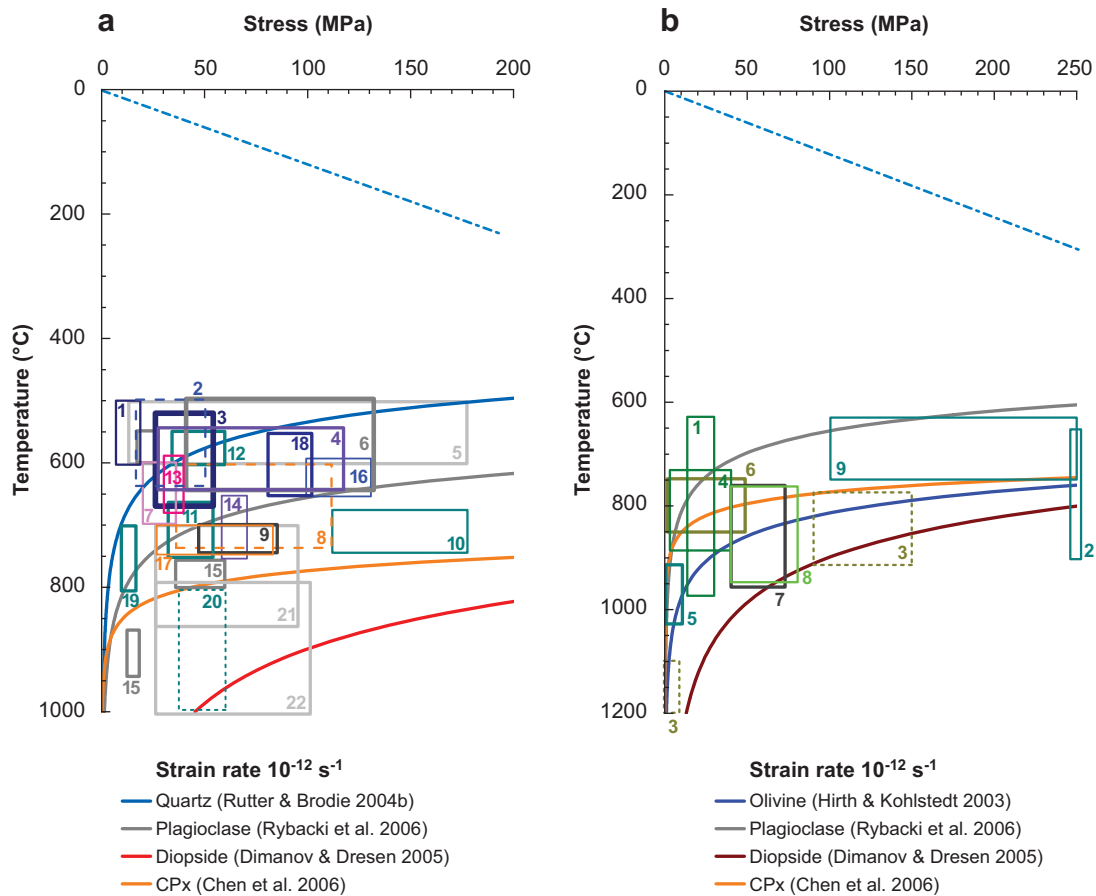 a
Stress (MPa)
0 50 100 150 200
0
200
400
600
800
1000
Temperature (°C)
1
2
3
4
5
6
7
8
9
10
11
12
13
14
15
15
16
17
18
19
20
21
22
Strain rate 10⁻¹² s⁻¹
Quartz (Rutter & Brodie 2004b)
Plagioclase (Rybacki et al. 2006)
Diopside (Dimanov & Dresen 2005)
CPx (Chen et al. 2006)
b
Stress (MPa)
0 50 100 150 200 250
0
200
400
600
800
1000
1200
Temperature (°C)
1
2
3
3
4
5
6
7
8
9
Strain rate 10⁻¹² s⁻¹
Olivine (Hirth & Kohlstedt 2003)
Plagioclase (Rybacki et al. 2006)
Diopside (Dimanov & Dresen 2005)
CPx (Chen et al. 2006)